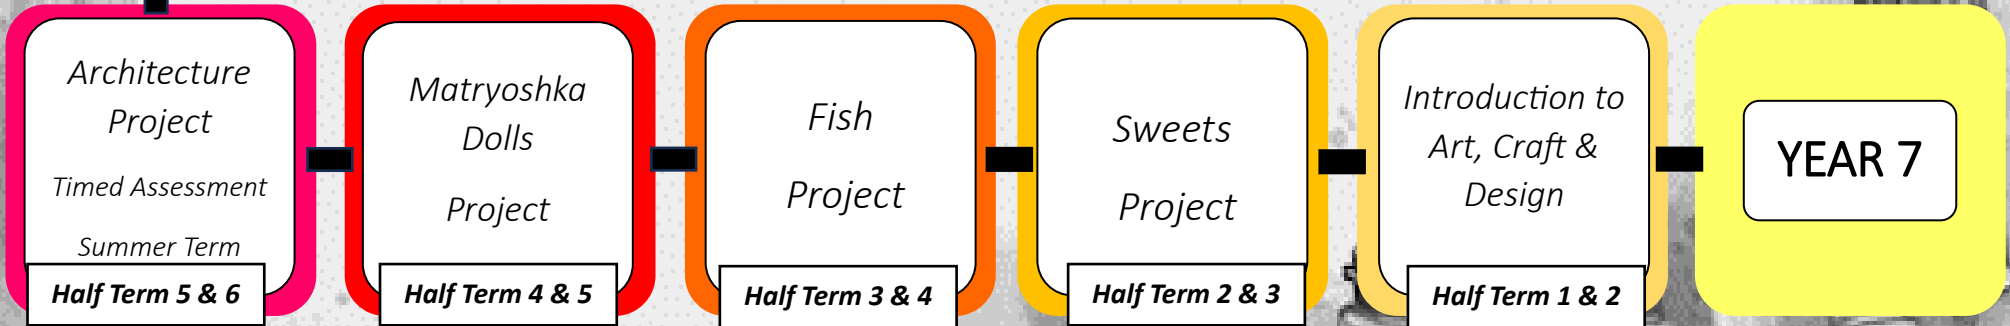 Architecture
Project
Timed Assessment
Summer Term
Half Term 5 & 6
Matryoshka
Dolls
Project
Half Term 4 & 5
Fish
Project
Half Term 3 & 4
Sweets
Project
Half Term 2 & 3
Introduction to
Art, Craft &
Design
Half Term 1 & 2
YEAR 7